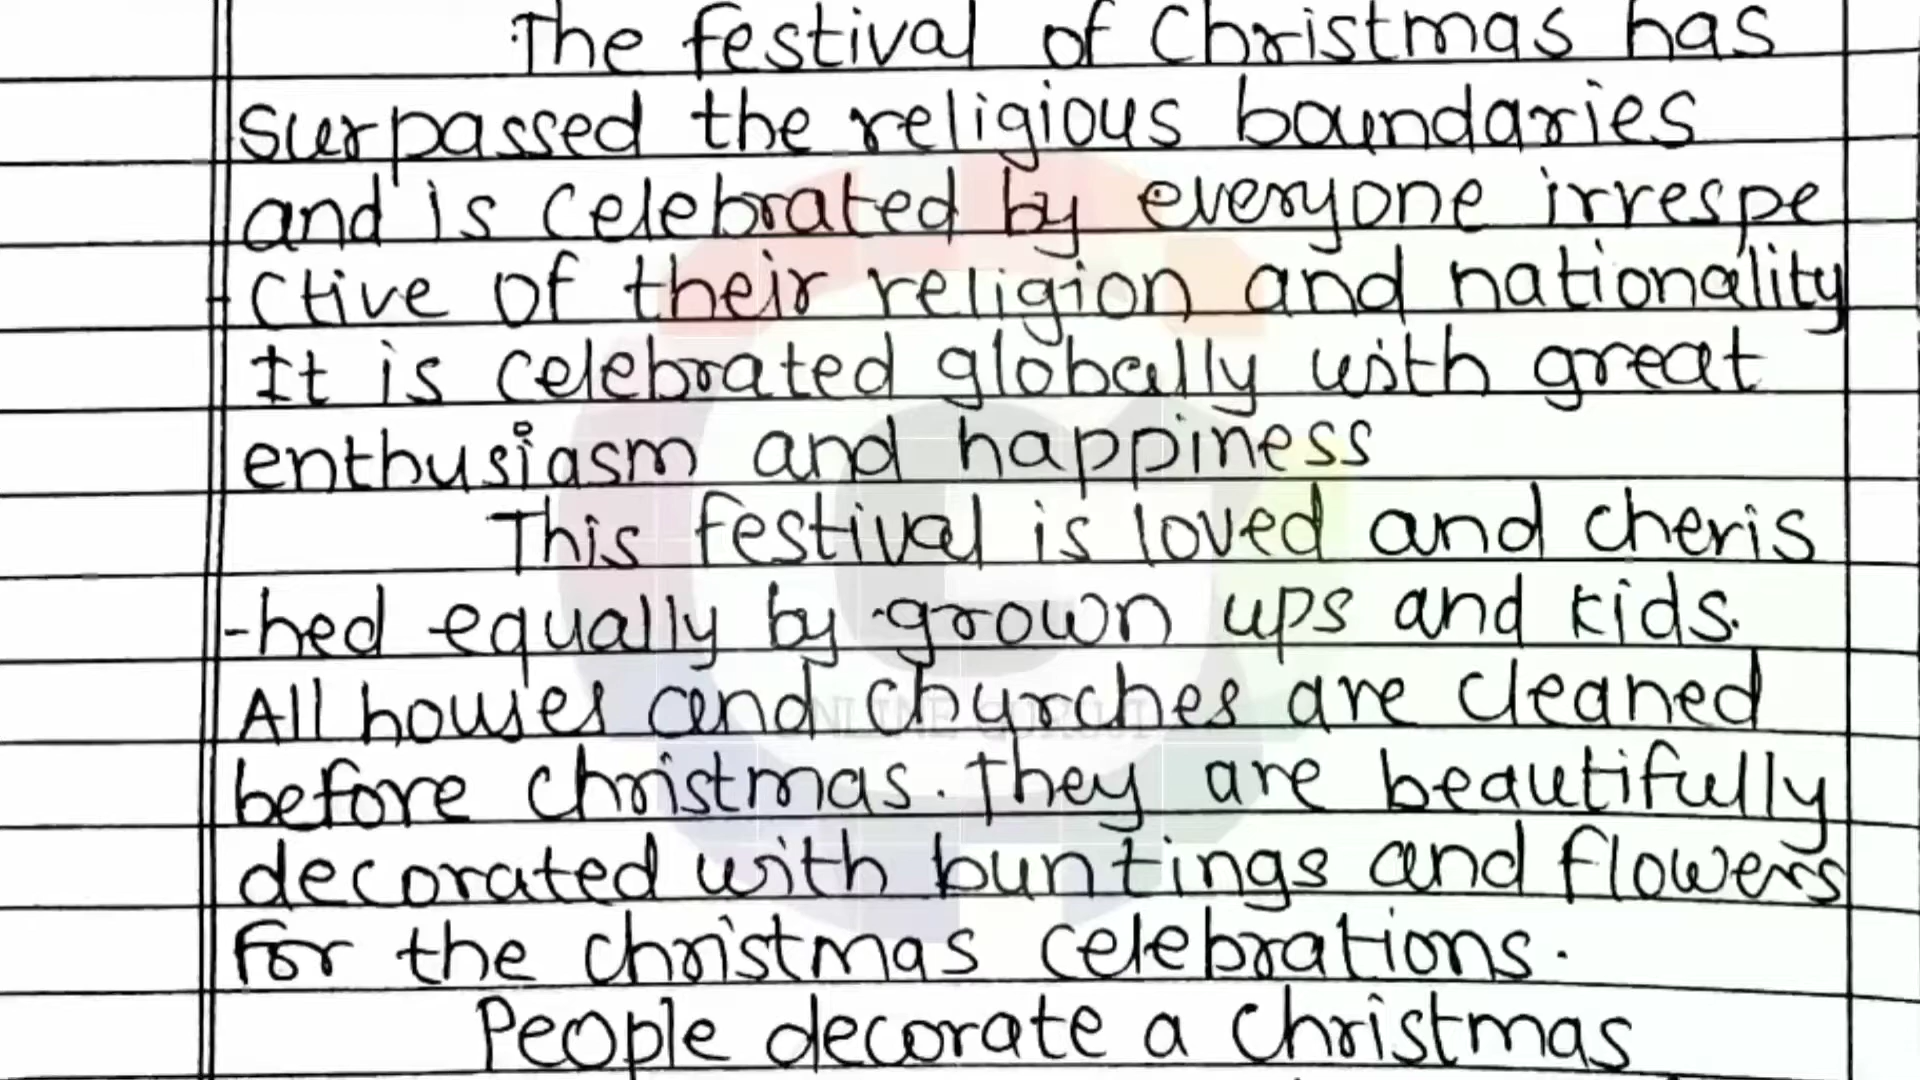 The festival of Christmas has
surpassed the religious boundaries
and is celebrated by everyone irrespe
-ctive of their religion and nationality
It is celebrated globally with great
enthusiasm and happiness
This festival is loved and cheris
-hed equally by grown ups and kids.
All houses and churches are cleaned
before christmas. They are beautifully
decorated with buntings and flowers
for the christmas celebrations.
People decorate a Christmas